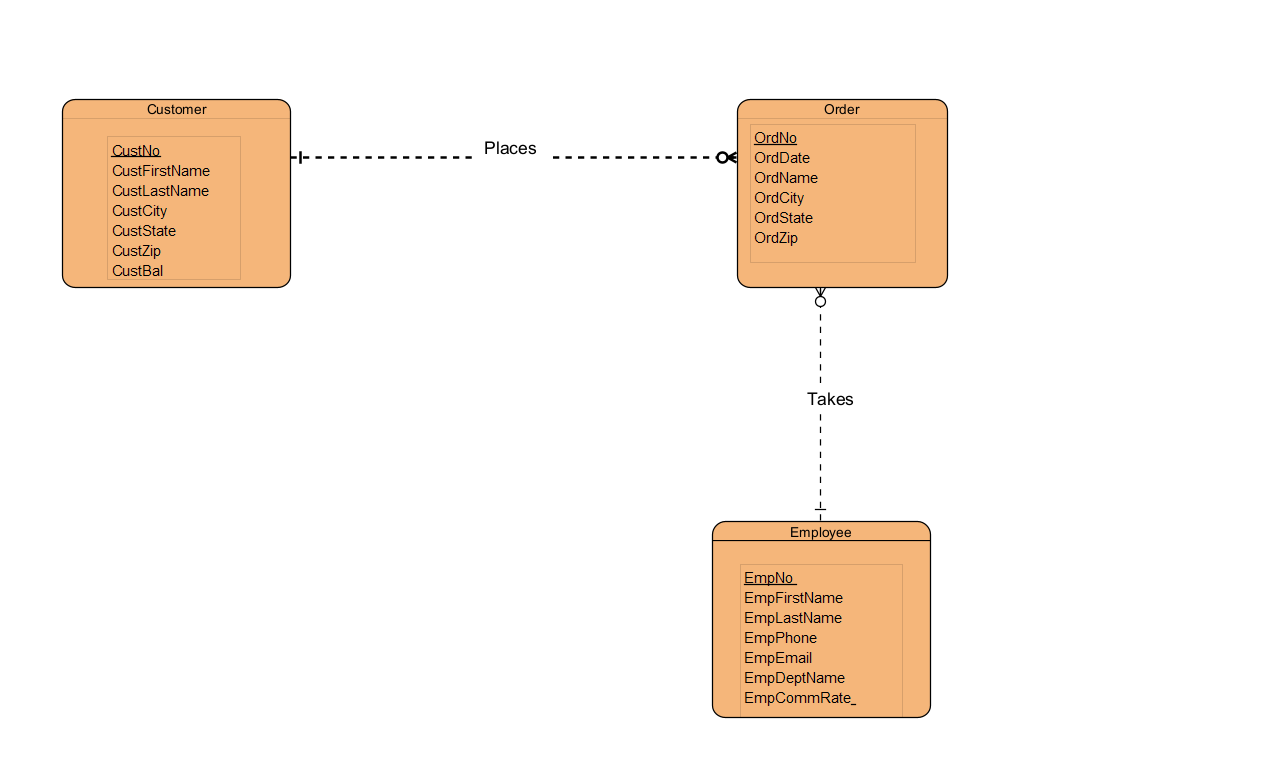 Customer
CustNo
CustFirstName
CustLastName
CustCity
CustState
CustZip
CustBal
Places
Order
OrdNo
OrdDate
OrdName
OrdCity
OrdState
OrdZip
Takes
Employee
EmpNo
EmpFirstName
EmpLastName
EmpPhone
EmpEmail
EmpDeptName
EmpCommRate